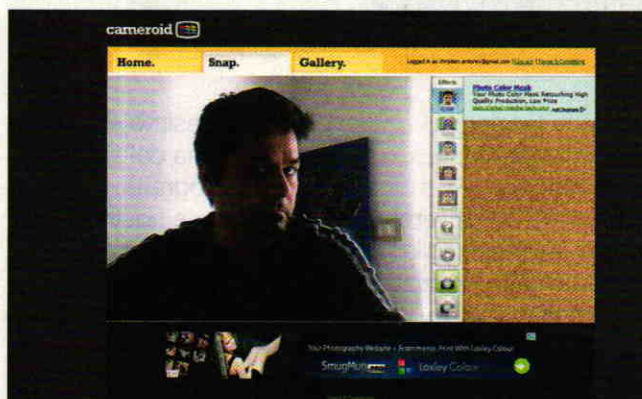 cameroid
Home. Snap. Gallery.
Effects
Photo Color Mask
Your Photo Color Mask Retouching High
Quality Production, Low Price
Your Photography Website + Ecommerce. Print With Loxley Colour
SmugMug Loxley Colour